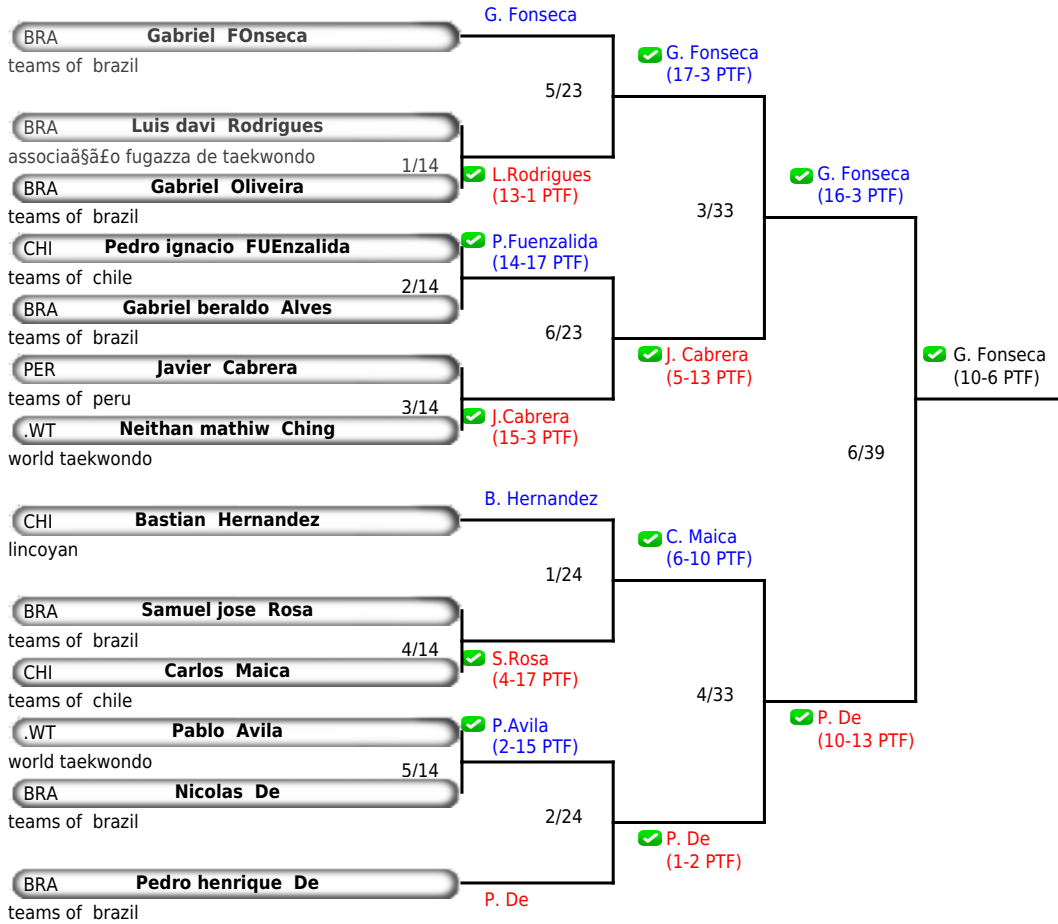 G. Fonseca
BRA Gabriel FOnseca
teams of brazil
G. Fonseca
(17-3 PTF)
5/23
BRA Luis davi Rodrigues
associaã§ã£o fugazza de taekwondo
1/14
L.Rodrigues
(13-1 PTF)
BRA Gabriel Oliveira
teams of brazil
G. Fonseca
(16-3 PTF)
3/33
CHI Pedro ignacio FUEnzalida
teams of chile
P.Fuenzalida
(14-17 PTF)
2/14
BRA Gabriel beraldo Alves
teams of brazil
6/23
J. Cabrera
(5-13 PTF)
G. Fonseca
(10-6 PTF)
PER Javier Cabrera
teams of peru
3/14
J.Cabrera
(15-3 PTF)
.WT Neithan mathiw Ching
world taekwondo
6/39
B. Hernandez
CHI Bastian Hernandez
lincoyan
C. Maica
(6-10 PTF)
1/24
BRA Samuel jose Rosa
teams of brazil
4/14
S.Rosa
(4-17 PTF)
CHI Carlos Maica
teams of chile
4/33
P. De
(10-13 PTF)
.WT Pablo Avila
world taekwondo
P.Avila
(2-15 PTF)
5/14
BRA Nicolas De
teams of brazil
2/24
P. De
(1-2 PTF)
BRA Pedro henrique De
teams of brazil
P. De